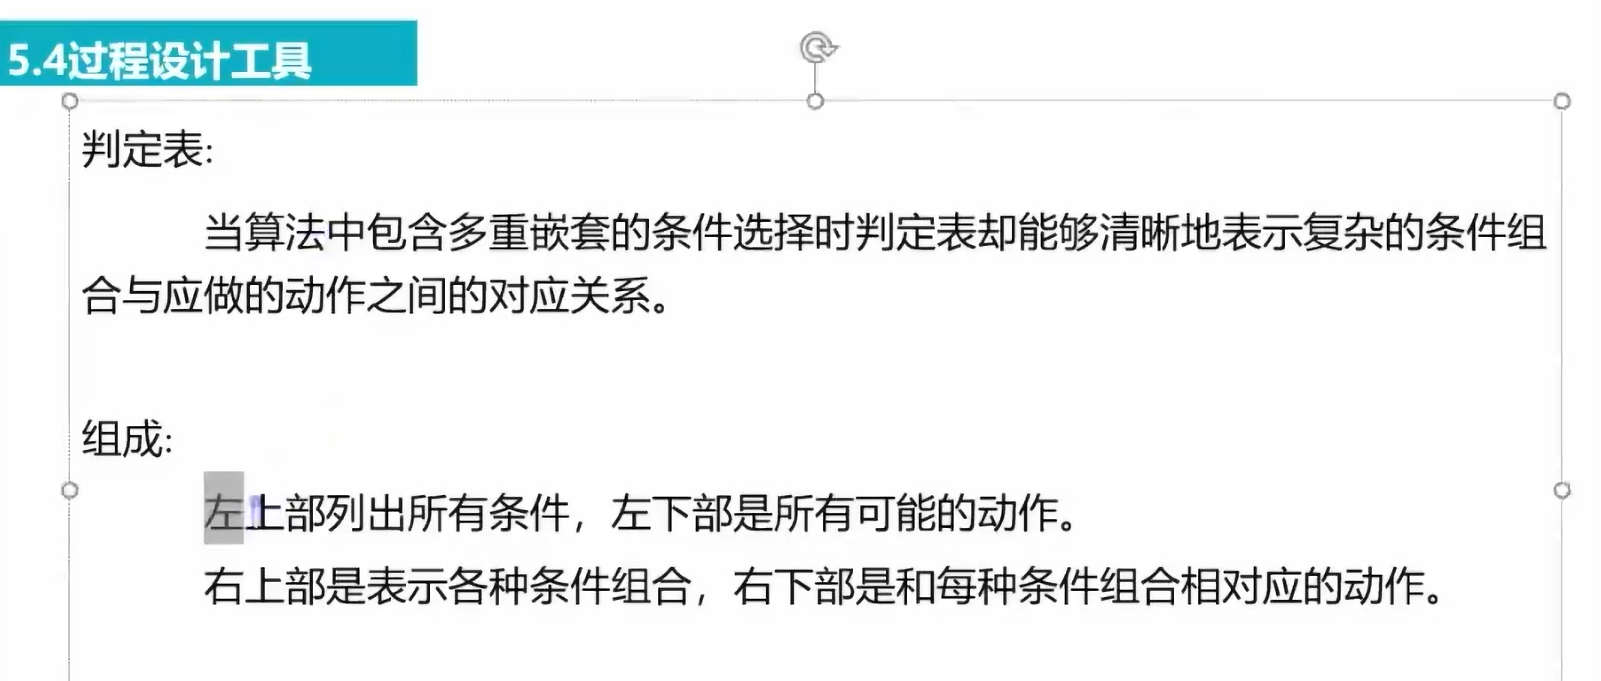 5.4过程设计工具
判定表:
当算法中包含多重嵌套的条件选择时判定表却能够清晰地表示复杂的条件组
合与应做的动作之间的对应关系。
组成:
左上部列出所有条件，左下部是所有可能的动作。
右上部是表示各种条件组合，右下部是和每种条件组合相对应的动作。